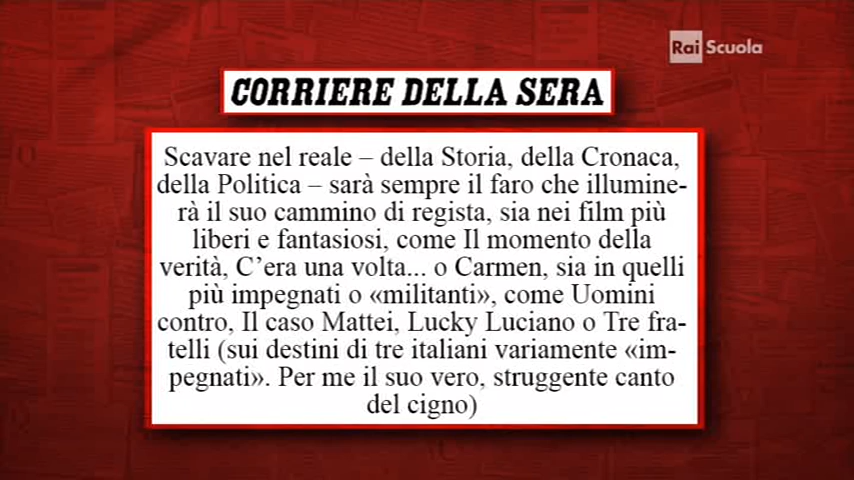 Rai Scuola
CORRIERE DELLA SERA
Scavare nel reale – della Storia, della Cronaca,
della Politica – sarà sempre il faro che illumine-
rà il suo cammino di regista, sia nei film più
liberi e fantasiosi, come Il momento della
verità, C’era una volta... o Carmen, sia in quelli
più impegnati o «militanti», come Uomini
contro, Il caso Mattei, Lucky Luciano o Tre fra-
telli (sui destini di tre italiani variamente «im-
pegnati». Per me il suo vero, struggente canto
del cigno)